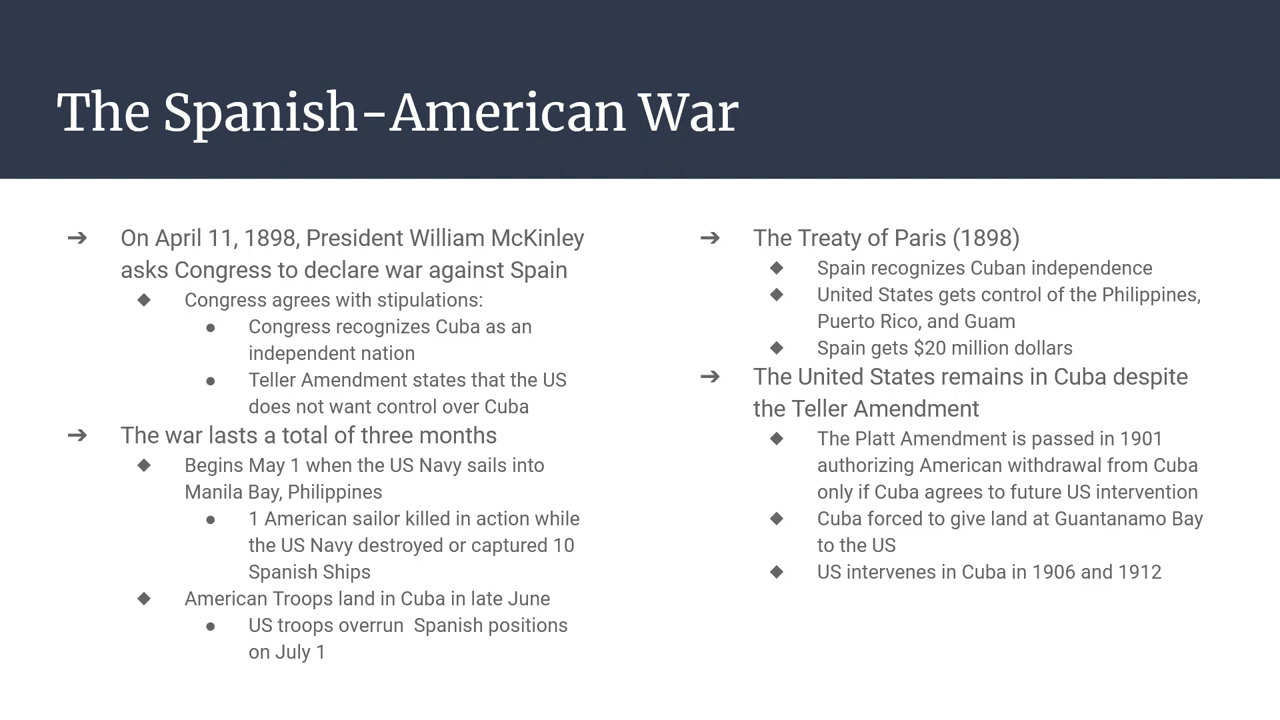 The Spanish-American War
➔ On April 11, 1898, President William McKinley
asks Congress to declare war against Spain
◆ Congress agrees with stipulations:
● Congress recognizes Cuba as an
independent nation
● Teller Amendment states that the US
does not want control over Cuba
➔ The war lasts a total of three months
◆ Begins May 1 when the US Navy sails into
Manila Bay, Philippines
● 1 American sailor killed in action while
the US Navy destroyed or captured 10
Spanish Ships
◆ American Troops land in Cuba in late June
● US troops overrun  Spanish positions
on July 1
➔ The Treaty of Paris (1898)
◆ Spain recognizes Cuban independence
◆ United States gets control of the Philippines,
Puerto Rico, and Guam
◆ Spain gets $20 million dollars
➔ The United States remains in Cuba despite
the Teller Amendment
◆ The Platt Amendment is passed in 1901
authorizing American withdrawal from Cuba
only if Cuba agrees to future US intervention
◆ Cuba forced to give land at Guantanamo Bay
to the US
◆ US intervenes in Cuba in 1906 and 1912